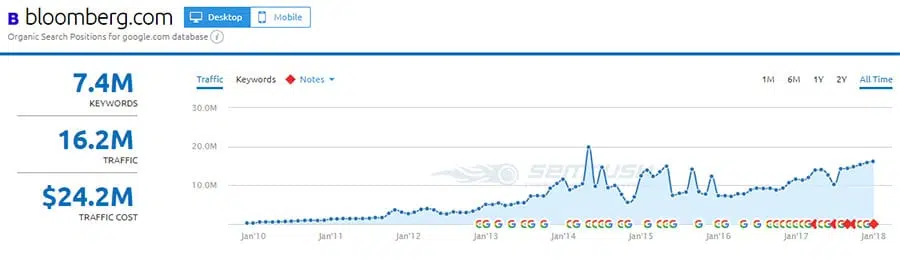 B bloomberg.com Desktop Mobile
Organic Search Positions for google.com database i
7.4M
KEYWORDS
16.2M
TRAFFIC
$24.2M
TRAFFIC COST
Traffic Keywords Notes 1M 6M 1Y 2Y All Time
30.0M
20.0M
10.0M
semrush
Jan'10 Jan'11 Jan'12 Jan'13 Jan'14 Jan'15 Jan'16 Jan'17 Jan'18